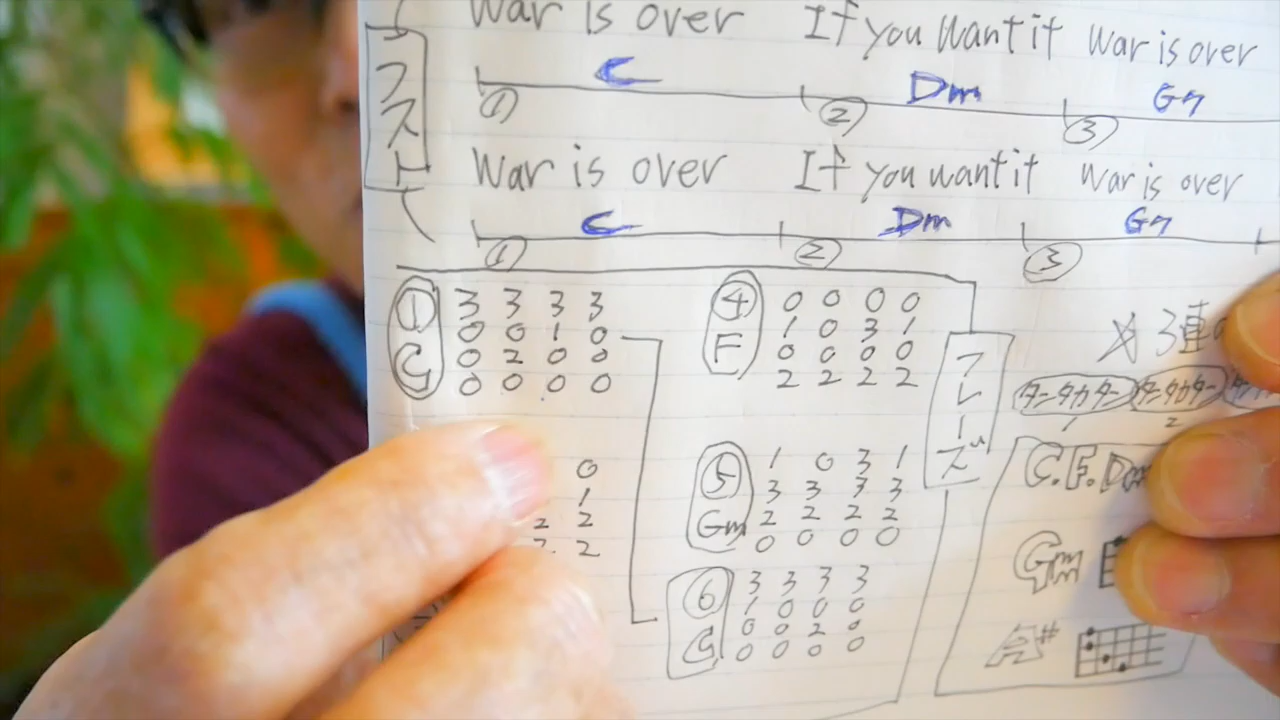 War is over If you want it War is over
C Dm G7
① ② ③
ラスト
War is over If you want it War is over
C Dm G7
① ② ③
① C
3 3 3 3
0 0 1 0
0 2 0 0
0 0 0 0
④ F
0 0 0 0
1 0 3 1
0 0 0 0
2 2 2 2
フレーズ
☆3連の
タンタカタン タンタカタン
1 2
0
1
2 2
2 2
⑤ Gm
1 0 3 1
3 3 3 3
2 2 2 2
0 0 0 0
C.F.Dm
Gm
⑥ C
3 3 3 3
1 0 0 0
0 0 2 0
0 0 0 0
A#